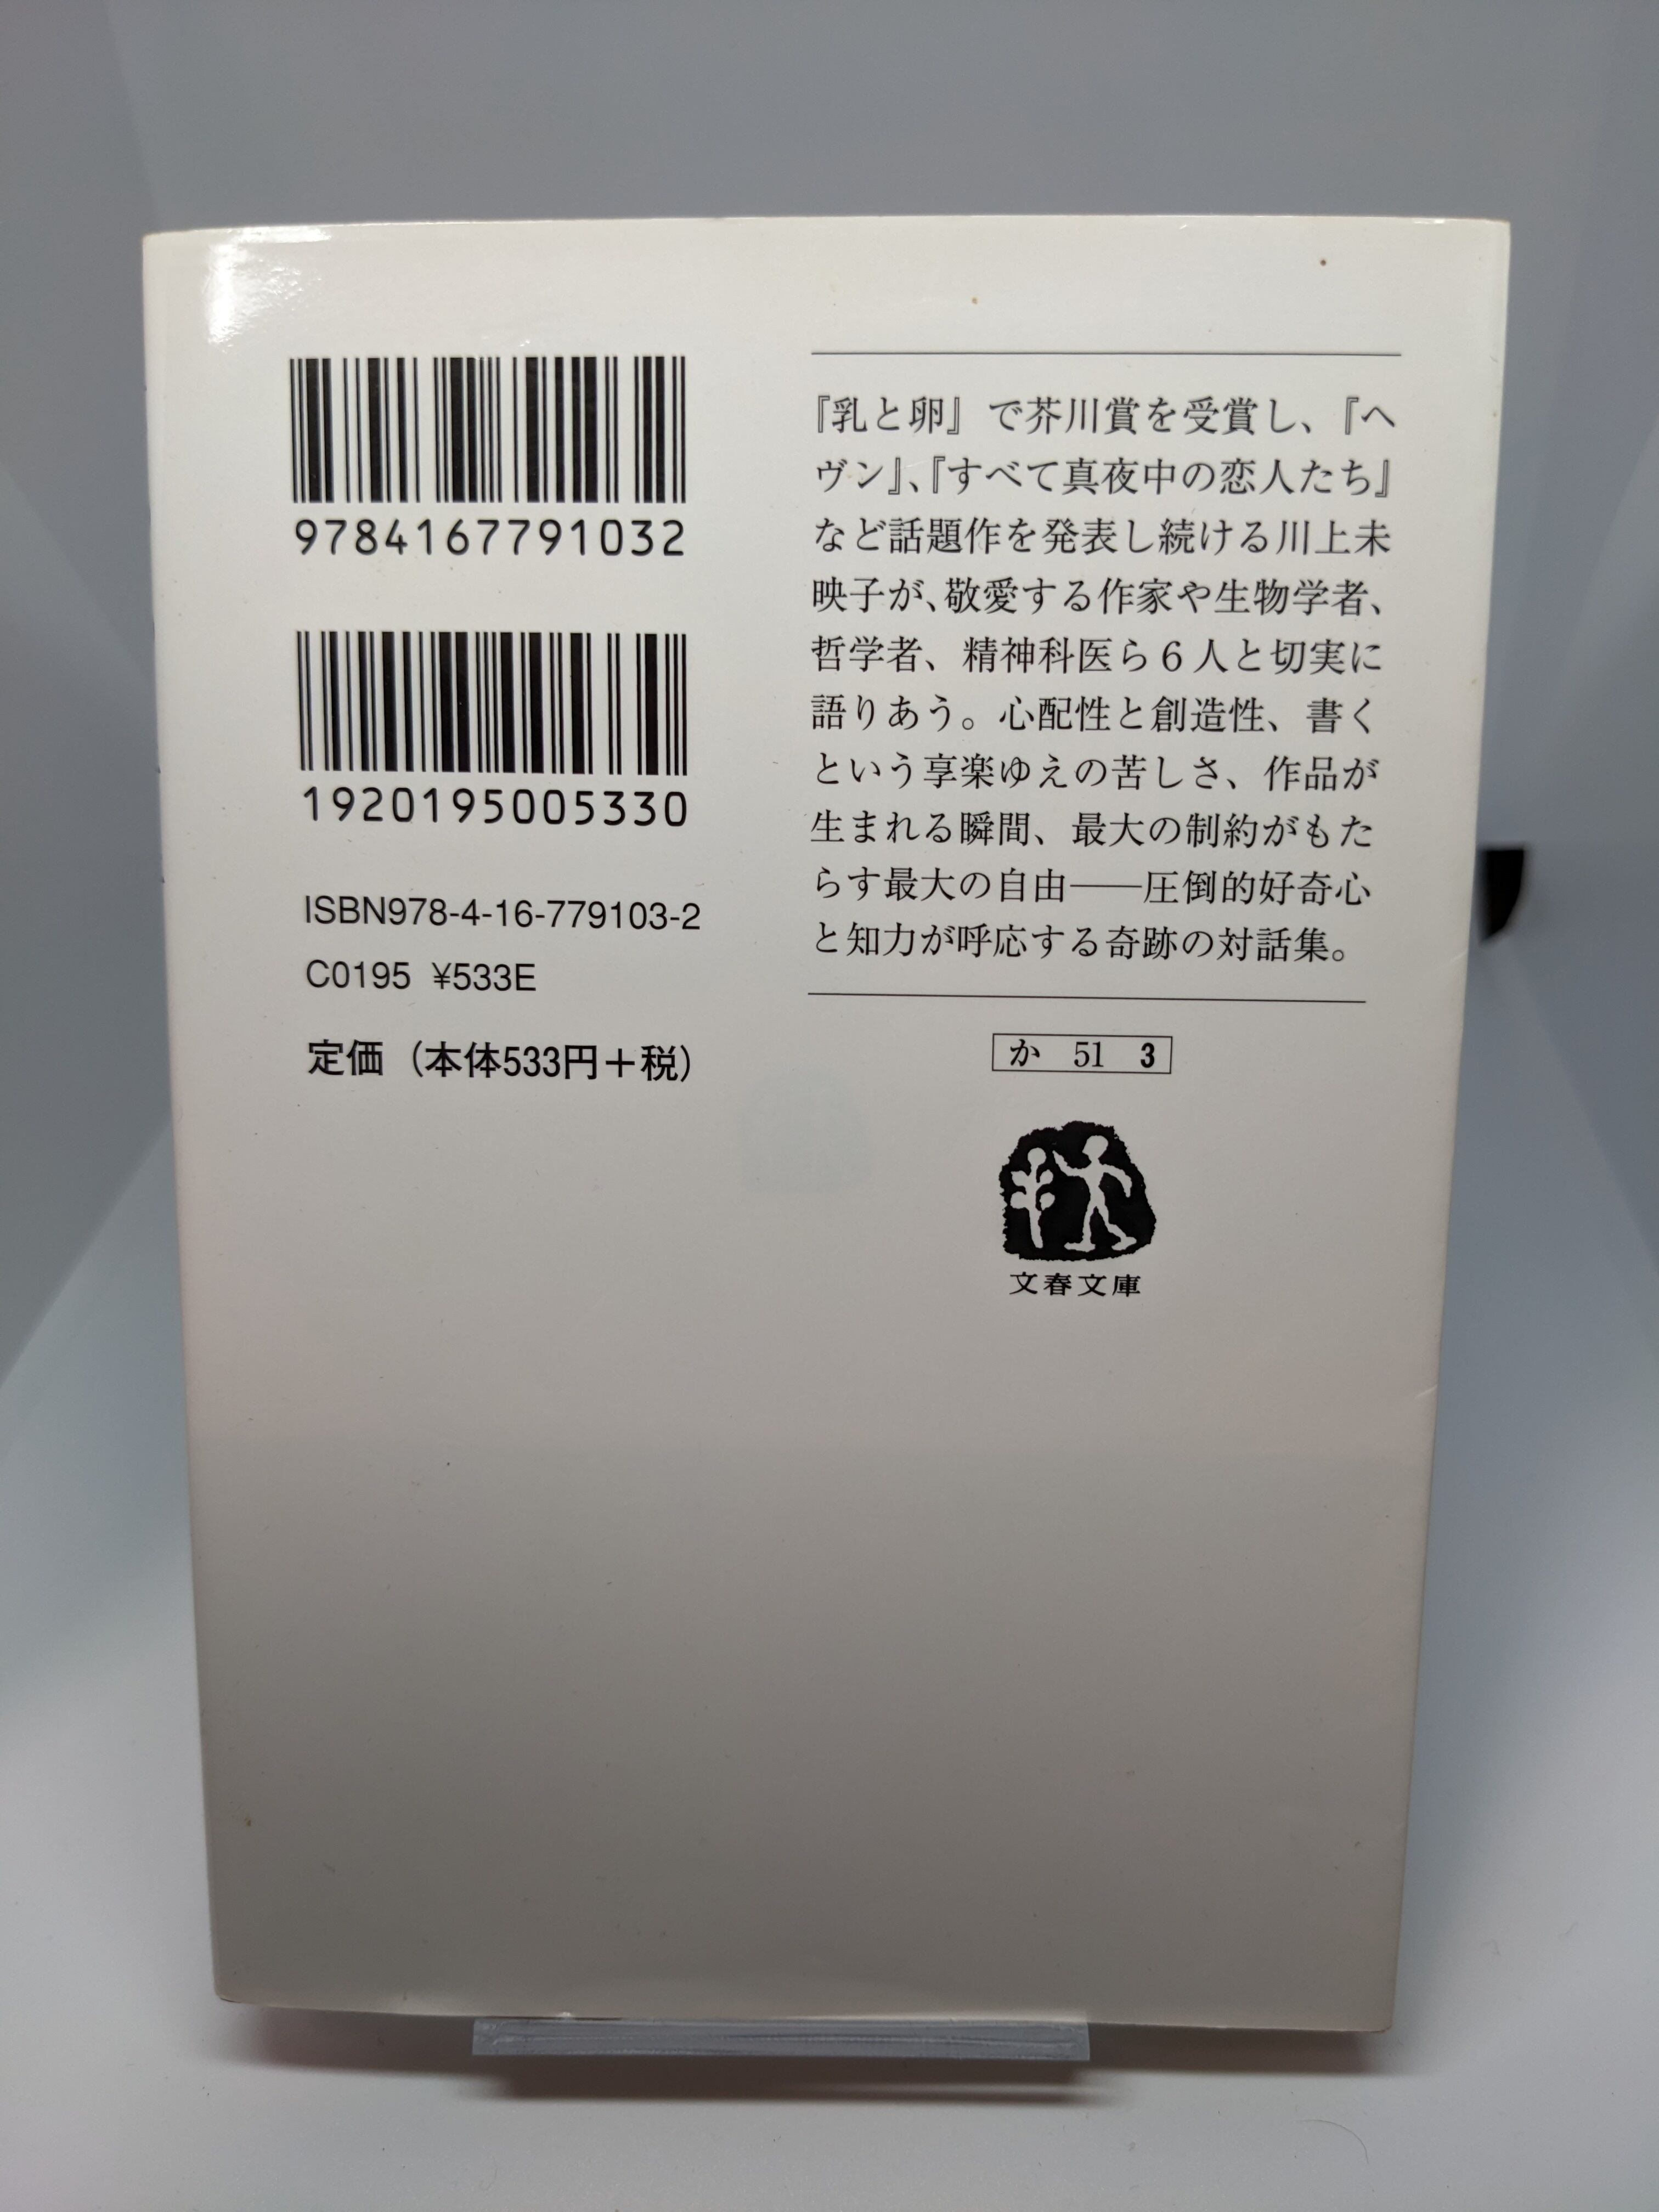 9784167791032
1920195005330
ISBN978-4-16-779103-2
C0195 ¥533E
定価（本体533円＋税）
『乳と卵』で芥川賞を受賞し、『ヘ
ヴン』、『すべて真夜中の恋人たち』
など話題作を発表し続ける川上未
映子が、敬愛する作家や生物学者、
哲学者、精神科医ら６人と切実に
語りあう。心配性と創造性、書く
という享楽ゆえの苦しさ、作品が
生まれる瞬間、最大の制約がもた
らす最大の自由――圧倒的好奇心
と知力が呼応する奇跡の対話集。
か 51 3
文春文庫